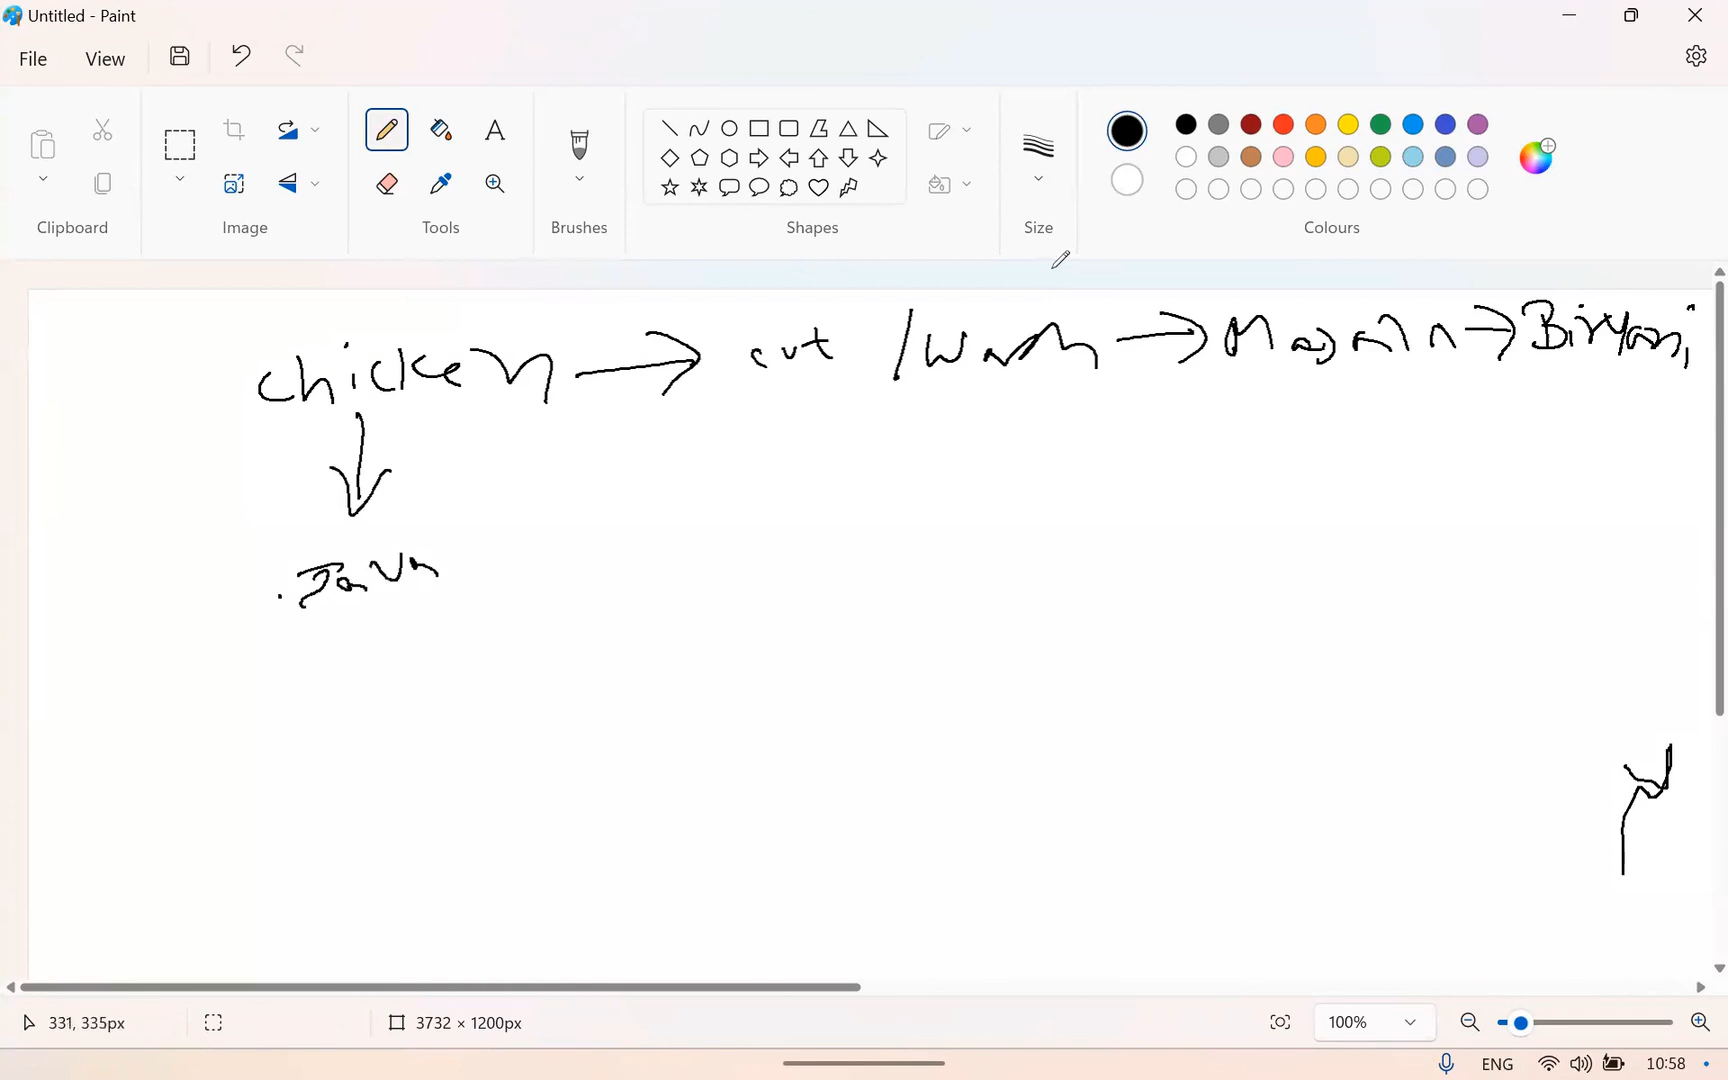 Untitled - Paint
File View
Clipboard Image Tools Brushes Shapes Size Colours
chicken → cut / Wash → → Biryani
.Java
331, 335px 3732 × 1200px 100%
ENG 10:58